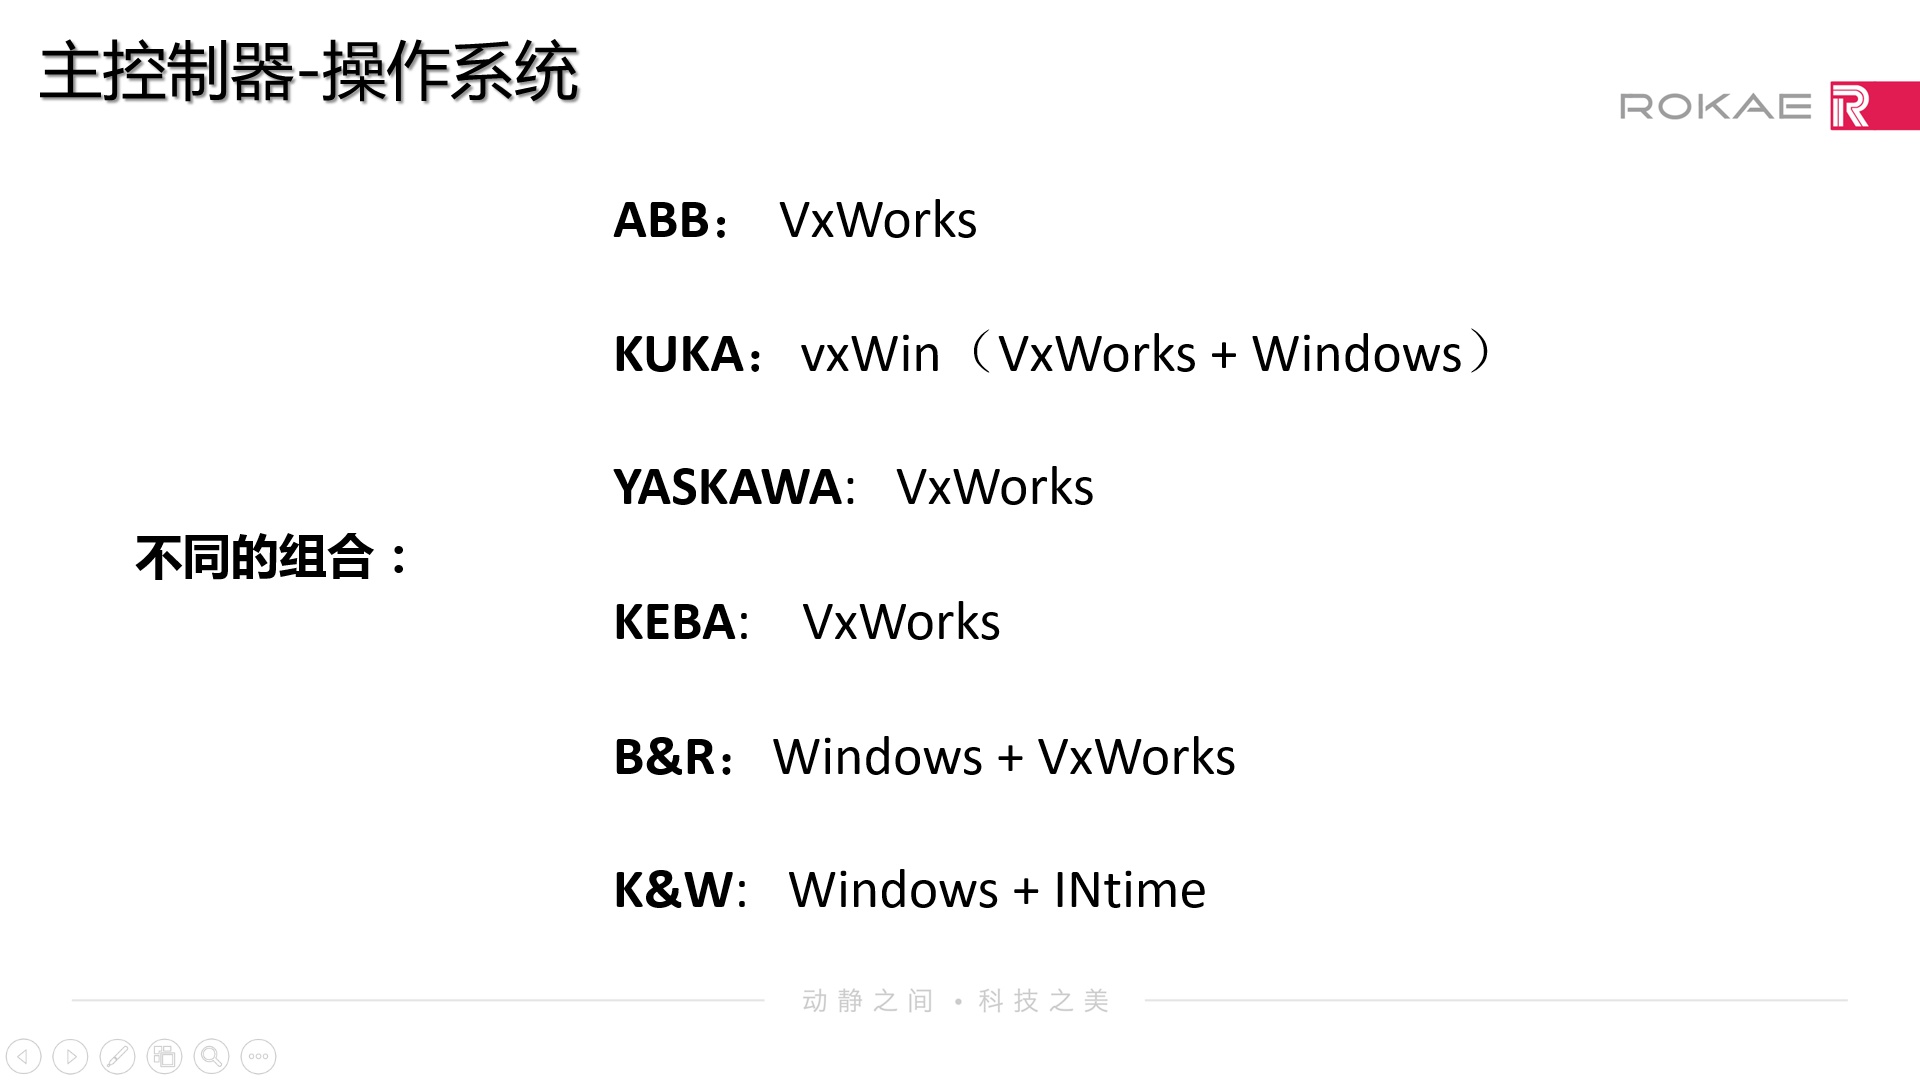 主控制器-操作系统
ROKAE
ABB： VxWorks
KUKA： vxWin（VxWorks + Windows）
YASKAWA: VxWorks
不同的组合：
KEBA: VxWorks
B&R： Windows + VxWorks
K&W: Windows + INtime
动静之间·科技之美